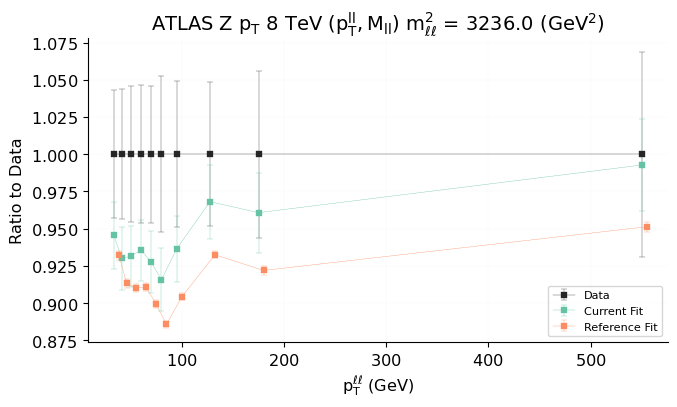 ATLAS Z p_T 8 TeV (p_T^ll, M_ll) m_ℓℓ^2 = 3236.0 (GeV^2)
Ratio to Data
1.075
1.050
1.025
1.000
0.975
0.950
0.925
0.900
0.875
Data
Current Fit
Reference Fit
100
200
300
400
500
p_T^ℓℓ (GeV)